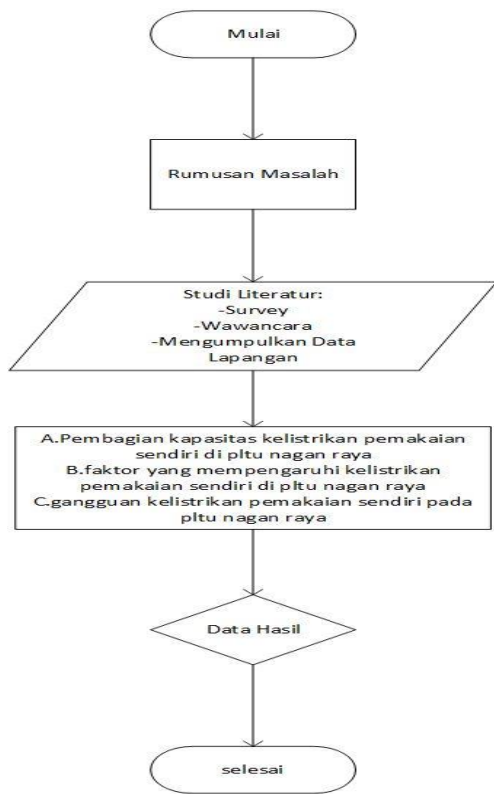 Mulai
Rumusan Masalah
Studi Literatur:
-Survey
-Wawancara
-Mengumpulkan Data
Lapangan
A.Pembagian kapasitas kelistrikan pemakaian
sendiri di pltu nagan raya
B.faktor yang mempengaruhi kelistrikan
pemakaian sendiri di pltu nagan raya
C.gangguan kelistrikan pemakaian sendiri pada
pltu nagan raya
Data Hasil
selesai